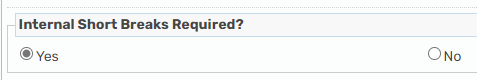 Internal Short Breaks Required?
Yes No